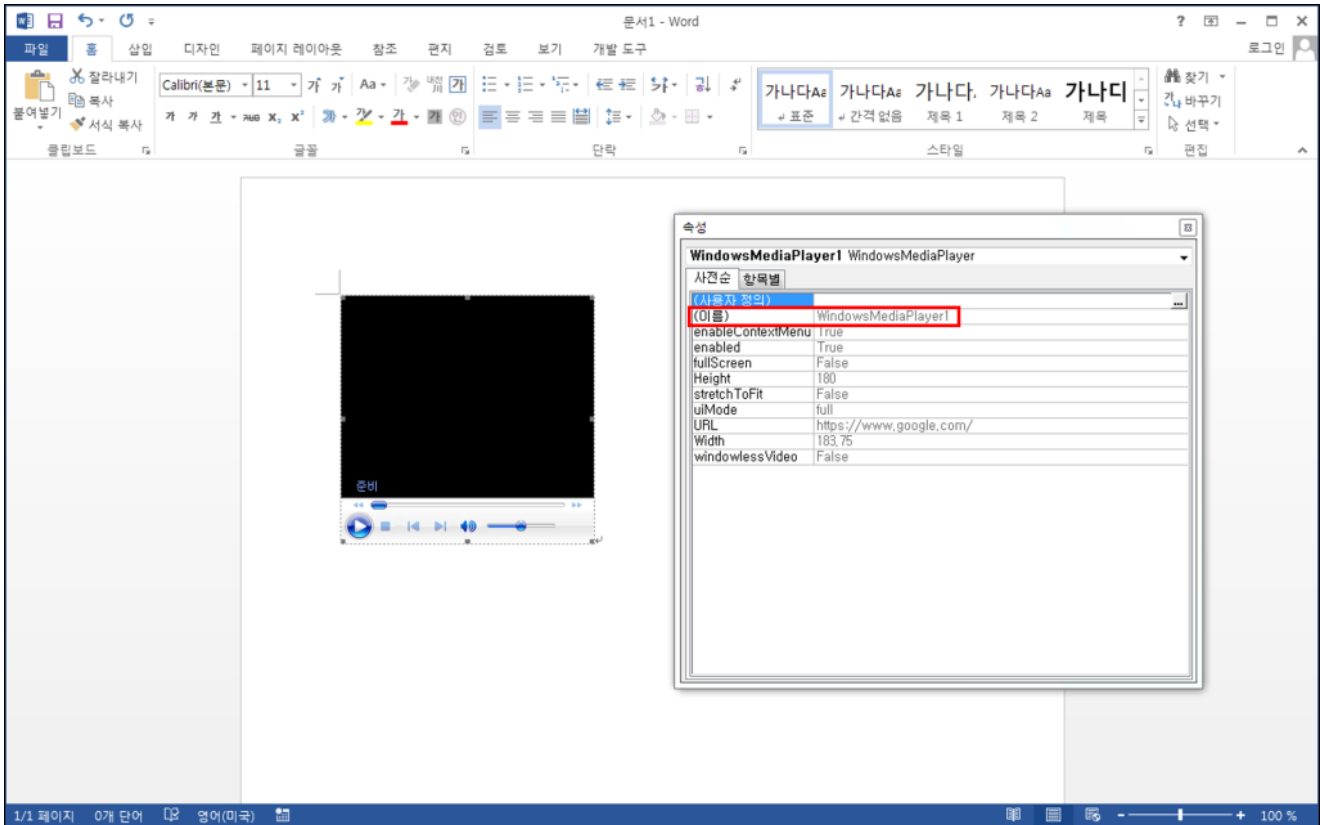 문서1 - Word
파일 홈 삽입 디자인 페이지 레이아웃 참조 편지 검토 보기 개발 도구 로그인
붙여넣기
잘라내기
복사
서식 복사
클립보드
Calibri(본문) 11
글꼴
단락
가나다Aa 가나다Aa 가나다. 가나다Aa 가나디
표준 간격 없음 제목 1 제목 2 제목
스타일
찾기
바꾸기
선택
편집
속성
WindowsMediaPlayer1 WindowsMediaPlayer
사전순 항목별
(사용자 정의) ...
(이름) WindowsMediaPlayer1
enableContextMenu True
enabled True
fullScreen False
Height 180
stretchToFit False
uiMode full
URL https://www.google.com/
Width 183.75
windowlessVideo False
준비
1/1 페이지 0개 단어 영어(미국) 100 %